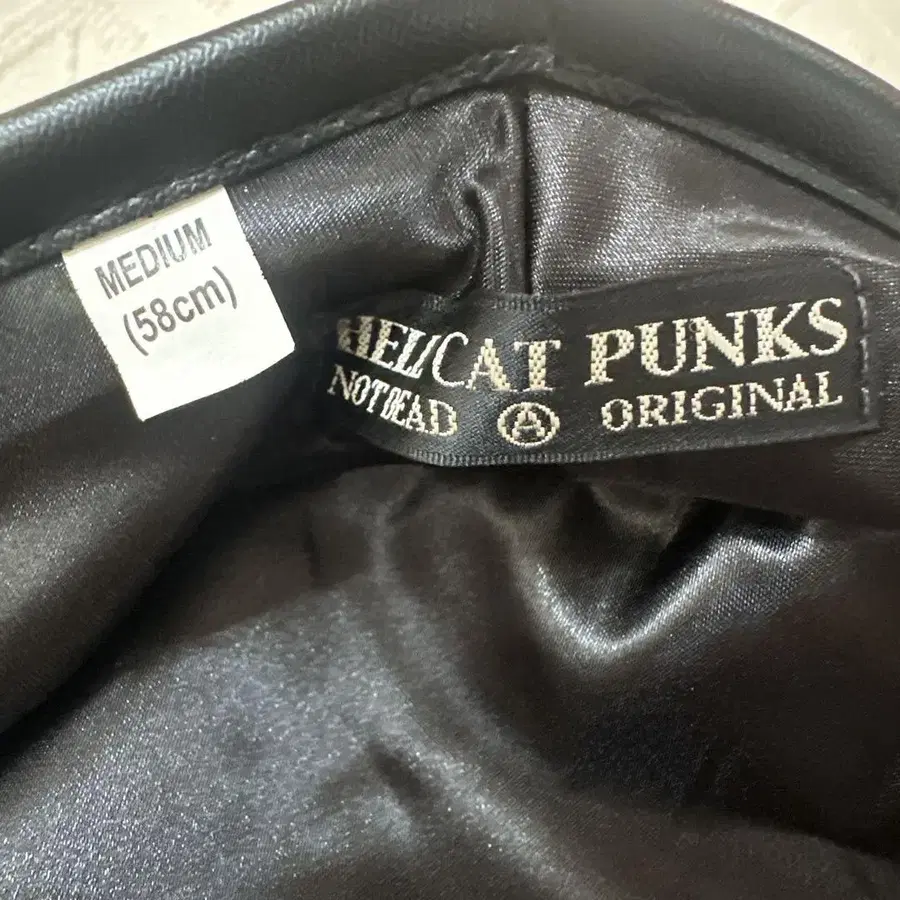 MEDIUM
(58cm)
HELLCAT PUNKS
NOT DEAD Ⓐ ORIGINAL